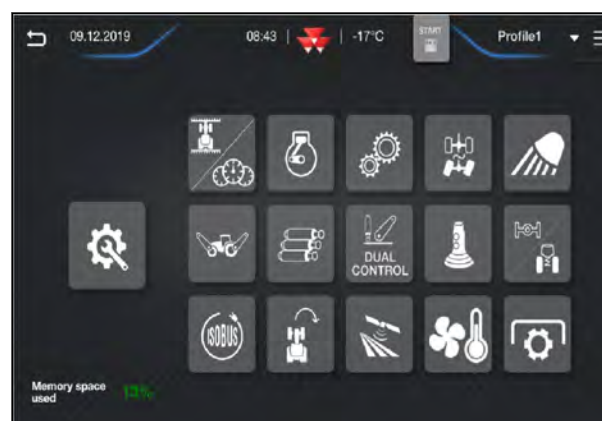 09.12.2019
08:43
-17°C
START
Profile1
DUAL
CONTROL
ISOBUS
Memory space
used
13%